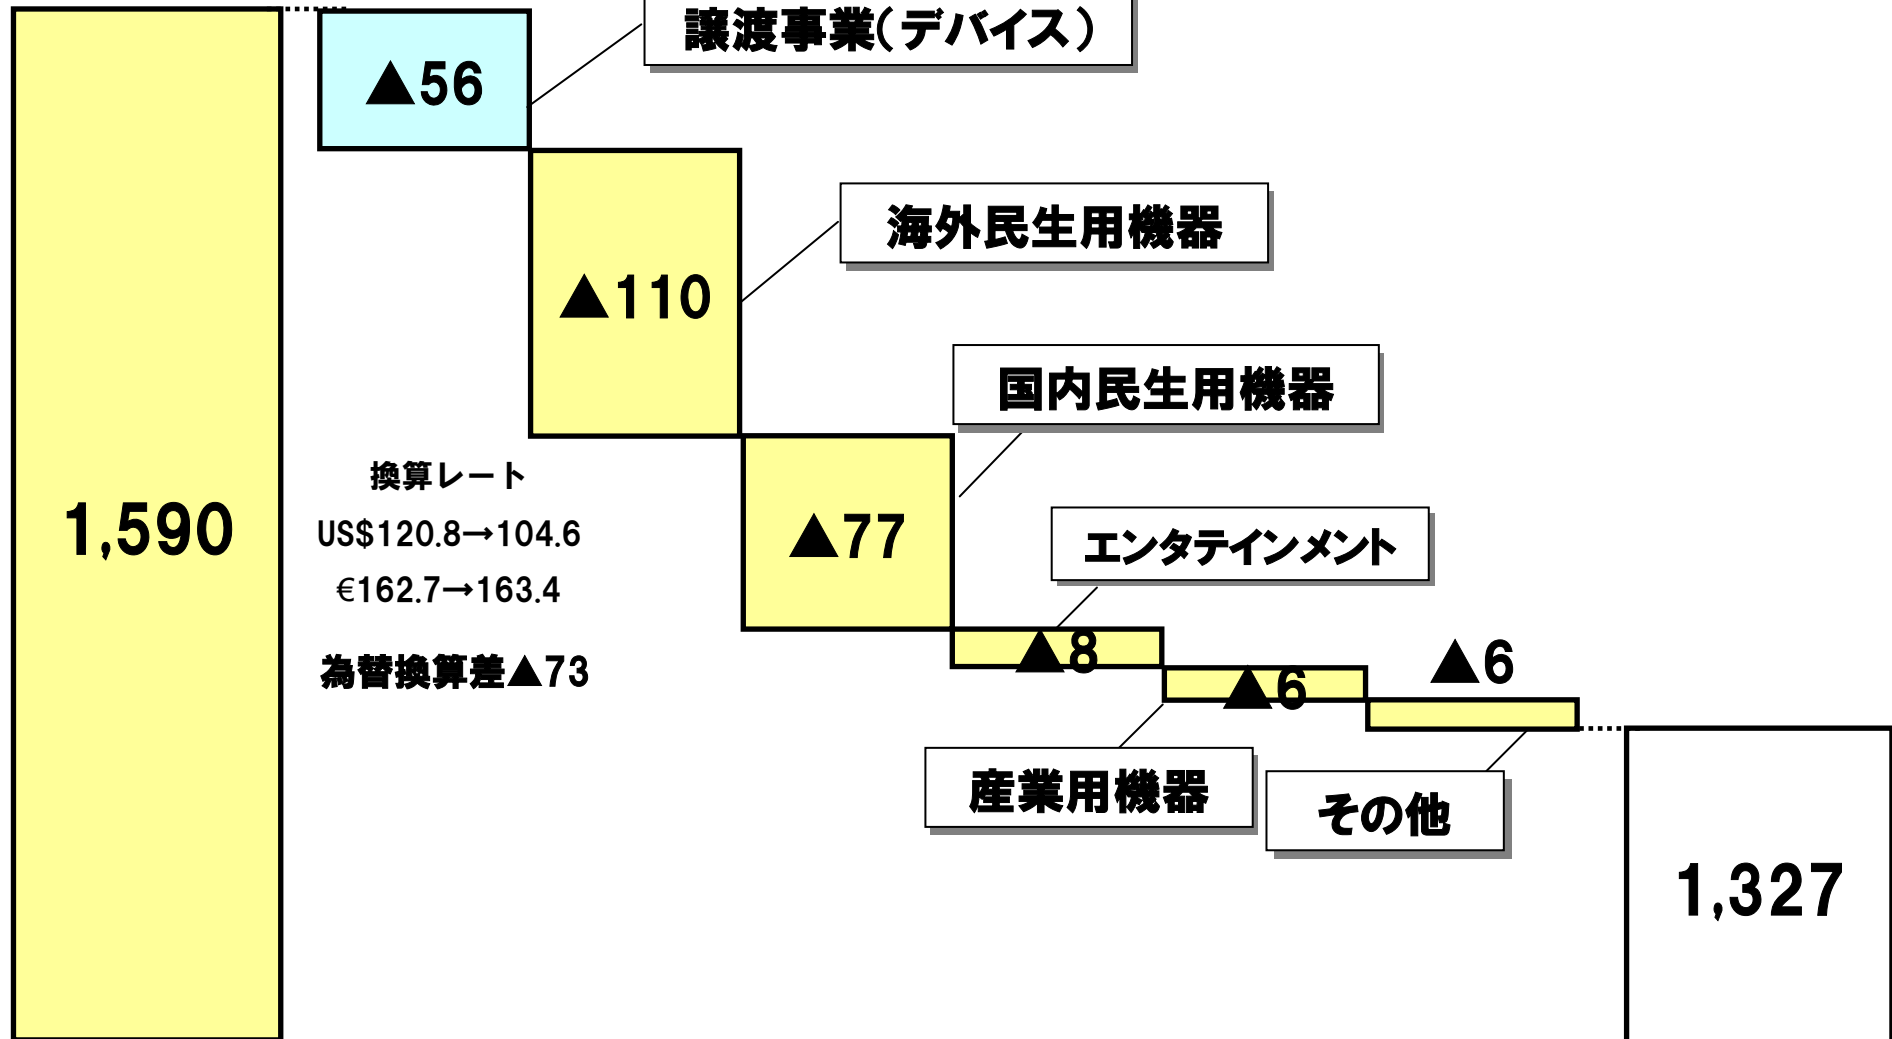 譲渡事業(デバイス)
▲56
海外民生用機器
▲110
国内民生用機器
1,590
換算レート
US$120.8→104.6
€162.7→163.4
為替換算差▲73
▲77
エンタテインメント
▲8
▲6
▲6
産業用機器
その他
1,327